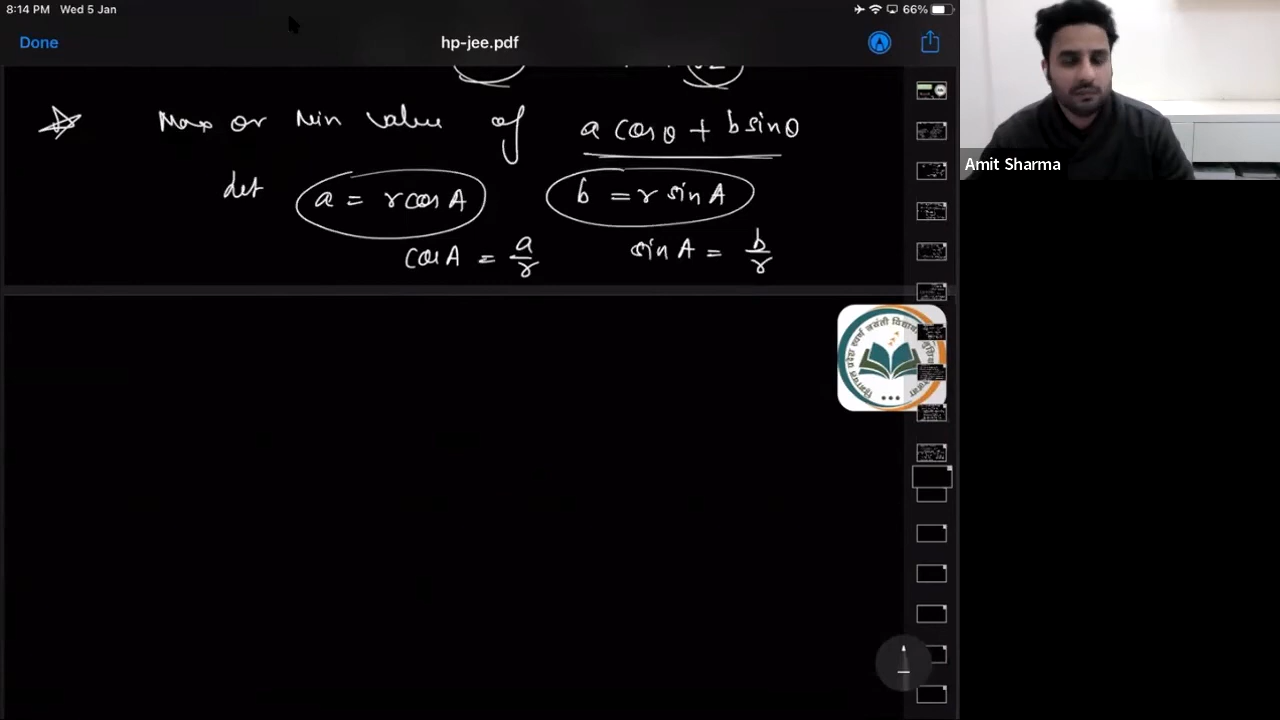 8:14 PM Wed 5 Jan
66%
Done
hp-jee.pdf
Max or Min value of a cosθ + b sinθ
let a = r cos A b = r sin A
cos A = a/r sin A = b/r
Amit Sharma